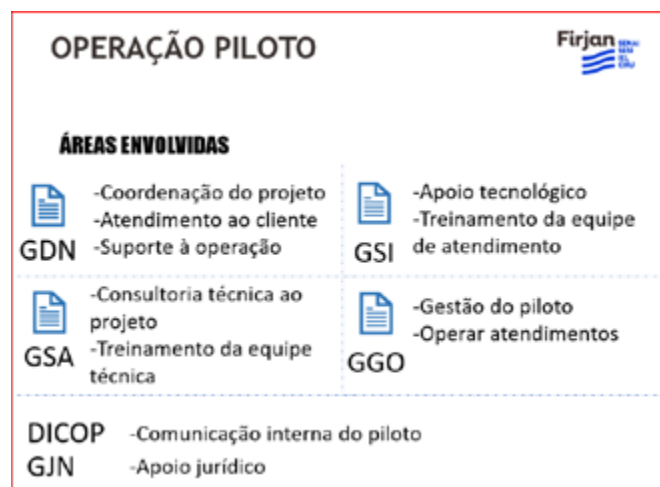 OPERAÇÃO PILOTO
Firjan
ÁREAS ENVOLVIDAS
GDN
-Coordenação do projeto
-Atendimento ao cliente
-Suporte à operação
GSI
-Apoio tecnológico
-Treinamento da equipe
de atendimento
GSA
-Consultoria técnica ao
projeto
-Treinamento da equipe
técnica
GGO
-Gestão do piloto
-Operar atendimentos
DICOP -Comunicação interna do piloto
GJN -Apoio jurídico